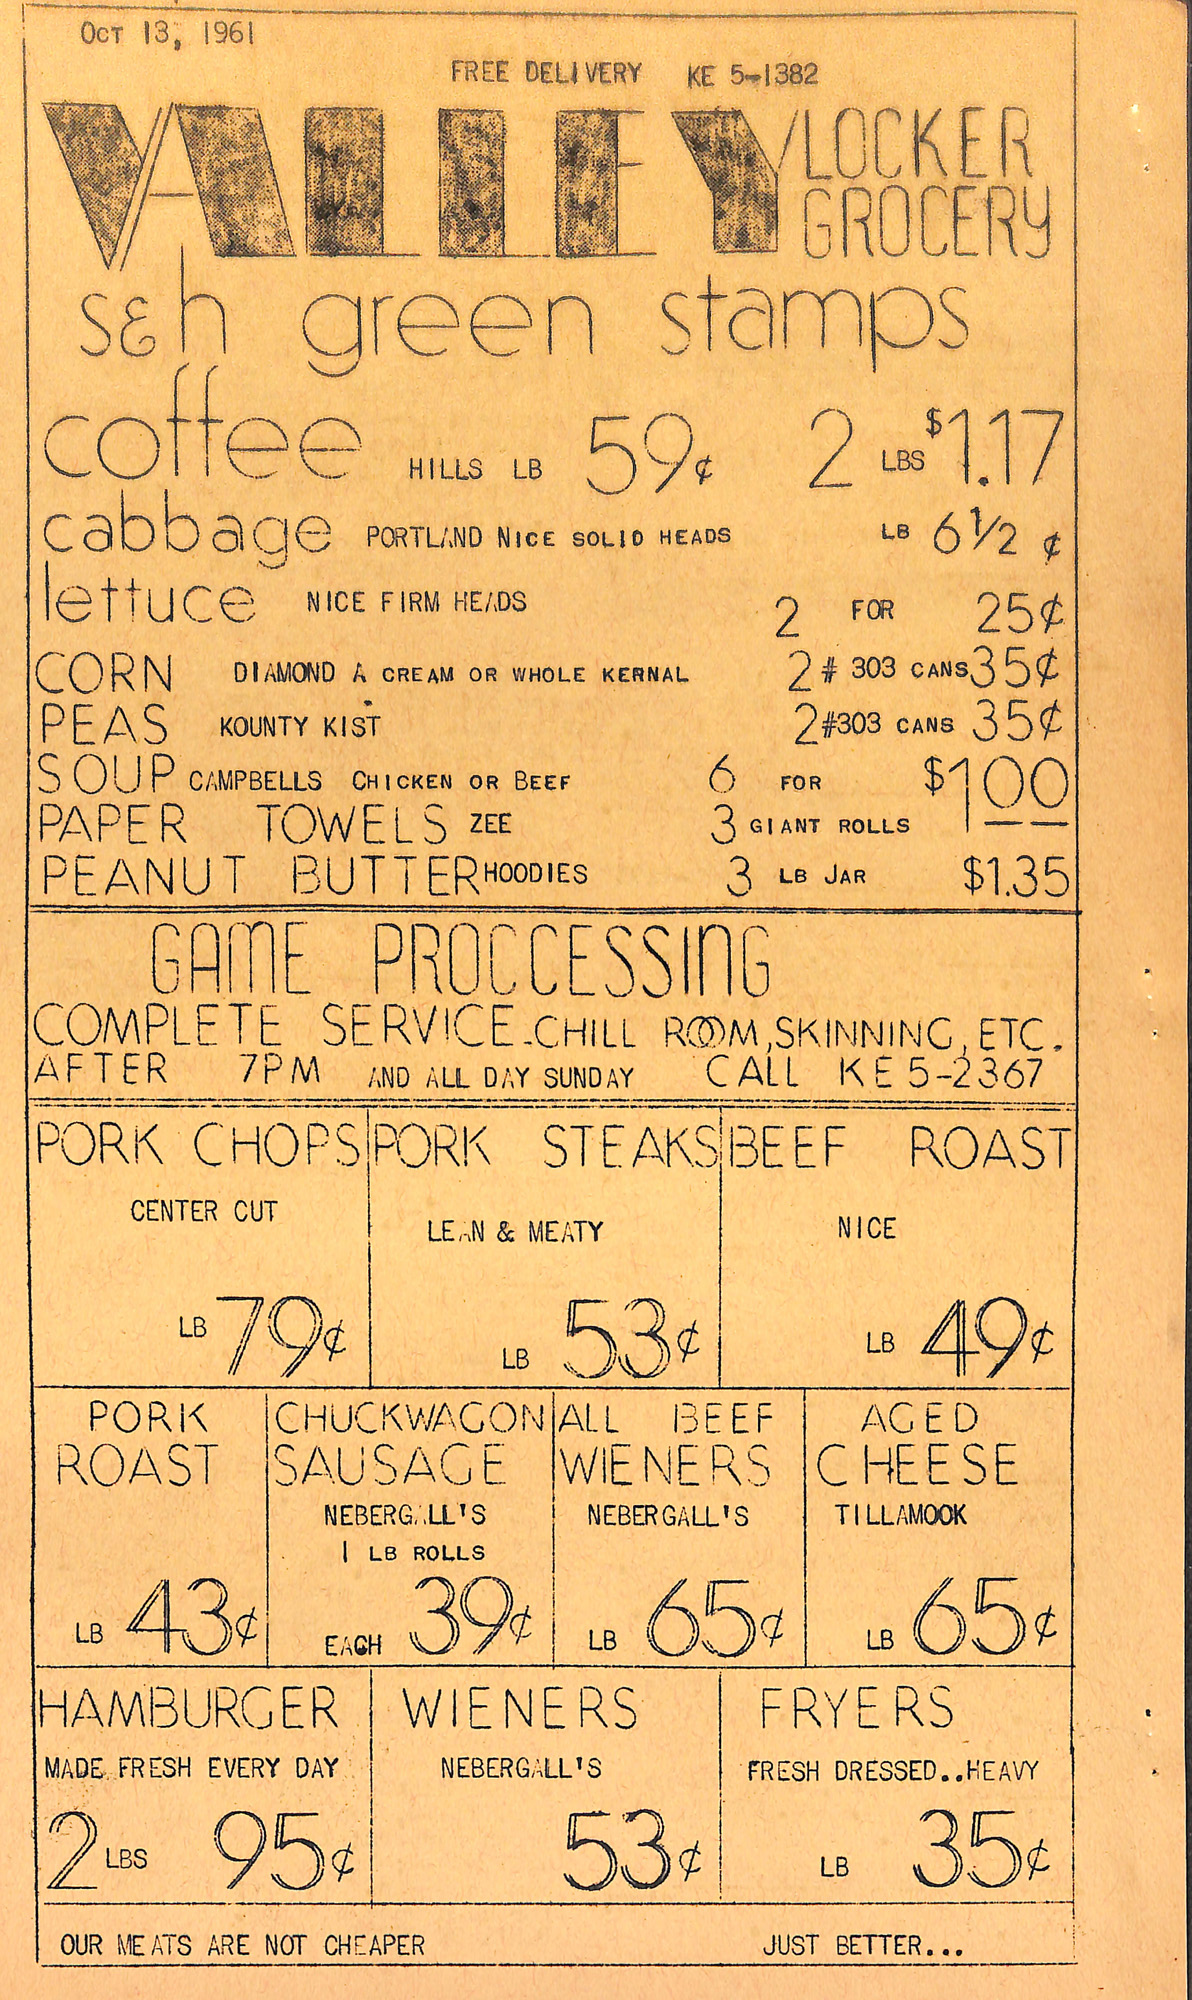 Oct 13, 1961
FREE DELIVERY KE 5-1382
VALLEY LOCKER
GROCERY
s&h green stamps
coffee HILLS LB 59¢ 2 LBS $1.17
cabbage PORTLAND NICE SOLID HEADS LB 6½ ¢
lettuce NICE FIRM HEADS 2 FOR 25¢
CORN DIAMOND A CREAM OR WHOLE KERNAL 2 # 303 CANS 35¢
PEAS KOUNTY KIST 2 #303 CANS 35¢
SOUP CAMPBELLS CHICKEN OR BEEF 6 FOR $1.00
PAPER TOWELS ZEE 3 GIANT ROLLS
PEANUT BUTTER HOODIES 3 LB JAR $1.35
GAME PROCCESSING
COMPLETE SERVICE-CHILL ROOM, SKINNING, ETC.
AFTER 7PM AND ALL DAY SUNDAY CALL KE 5-2367
PORK CHOPS
CENTER CUT
LB 79¢
PORK STEAKS
LEAN & MEATY
LB 53¢
BEEF ROAST
NICE
LB 49¢
PORK
ROAST
LB 43¢
CHUCKWAGON
SAUSAGE
NEBERGALL'S
1 LB ROLLS
EACH 39¢
ALL BEEF
WIENERS
NEBERGALL'S
LB 65¢
AGED
CHEESE
TILLAMOOK
LB 65¢
HAMBURGER
MADE FRESH EVERY DAY
2 LBS 95¢
WIENERS
NEBERGALL'S
53¢
FRYERS
FRESH DRESSED..HEAVY
LB 35¢
OUR MEATS ARE NOT CHEAPER JUST BETTER...